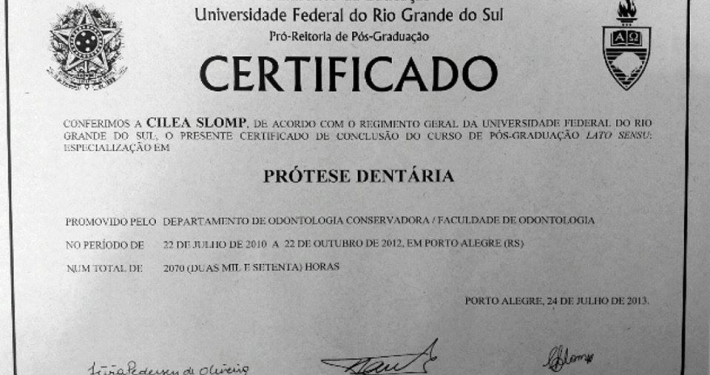 Universidade Federal do Rio Grande do Sul
Pró-Reitoria de Pós-Graduação
CERTIFICADO
CONFERIMOS A CILEA SLOMP, DE ACORDO COM O REGIMENTO GERAL DA UNIVERSIDADE FEDERAL DO RIO
GRANDE DO SUL, O PRESENTE CERTIFICADO DE CONCLUSÃO DO CURSO DE PÓS-GRADUAÇÃO LATO SENSU:
ESPECIALIZAÇÃO EM
PRÓTESE DENTÁRIA
PROMOVIDO PELO DEPARTAMENTO DE ODONTOLOGIA CONSERVADORA / FACULDADE DE ODONTOLOGIA
NO PERÍODO DE 22 DE JULHO DE 2010 A 22 DE OUTUBRO DE 2012, EM PORTO ALEGRE (RS)
NUM TOTAL DE 2070 (DUAS MIL E SETENTA) HORAS
PORTO ALEGRE, 24 DE JULHO DE 2013.
de Oliveira